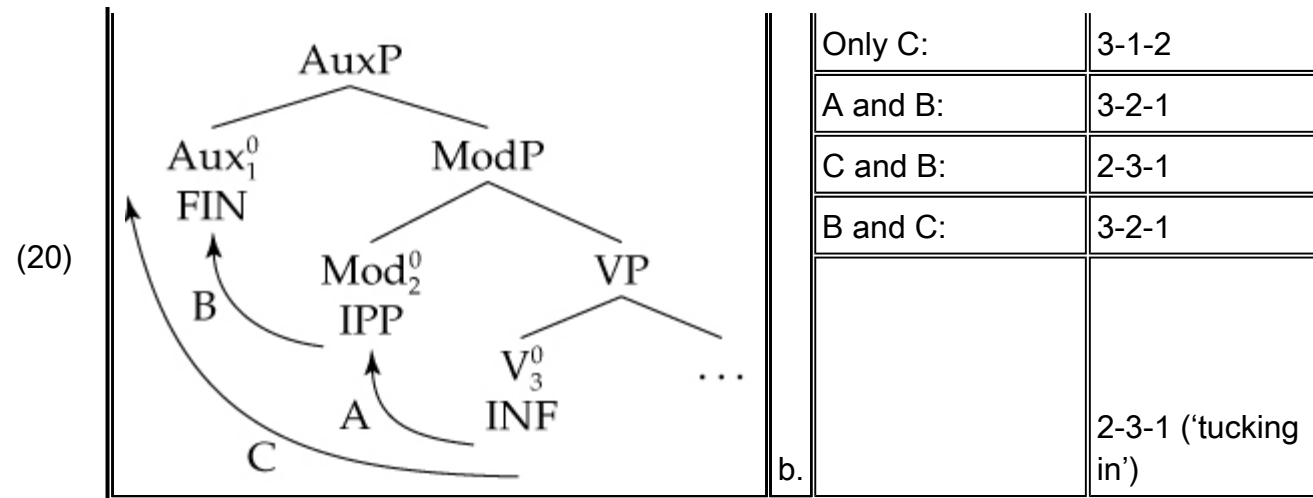 (20)
AuxP
Aux⁰₁ ModP
FIN
Mod⁰₂ VP
B IPP
V⁰₃ ...
A INF
C
b.
Only C: 3-1-2
A and B: 3-2-1
C and B: 2-3-1
B and C: 3-2-1
2-3-1 (‘tucking
in’)